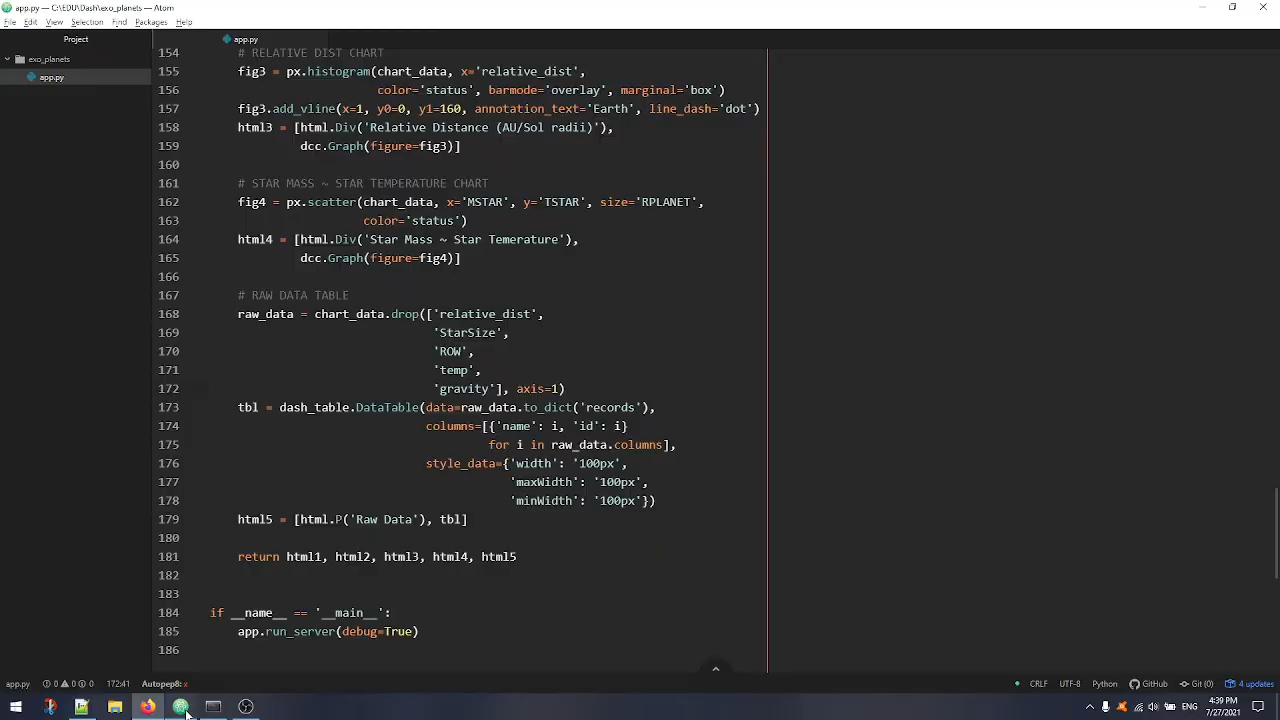 app.py — C:\EDU\Dash\exo_planets — Atom
File Edit View Selection Find Packages Help
Project
app.py
exo_planets
app.py
154 # RELATIVE DIST CHART
155 fig3 = px.histogram(chart_data, x='relative_dist',
156 color='status', barmode='overlay', marginal='box')
157 fig3.add_vline(x=1, y0=0, y1=160, annotation_text='Earth', line_dash='dot')
158 html3 = [html.Div('Relative Distance (AU/Sol radii)'),
159 dcc.Graph(figure=fig3)]
160
161 # STAR MASS ~ STAR TEMPERATURE CHART
162 fig4 = px.scatter(chart_data, x='MSTAR', y='TSTAR', size='RPLANET',
163 color='status')
164 html4 = [html.Div('Star Mass ~ Star Temerature'),
165 dcc.Graph(figure=fig4)]
166
167 # RAW DATA TABLE
168 raw_data = chart_data.drop(['relative_dist',
169 'StarSize',
170 'ROW',
171 'temp',
172 'gravity'], axis=1)
173 tbl = dash_table.DataTable(data=raw_data.to_dict('records'),
174 columns=[{'name': i, 'id': i}
175 for i in raw_data.columns],
176 style_data={'width': '100px',
177 'maxWidth': '100px',
178 'minWidth': '100px'})
179 html5 = [html.P('Raw Data'), tbl]
180
181 return html1, html2, html3, html4, html5
182
183
184 if __name__ == '__main__':
185 app.run_server(debug=True)
186
app.py 0 0 0 172:41 Autopep8: x CRLF UTF-8 Python GitHub Git (0) 4 updates
ENG 4:39 PM
7/27/2021